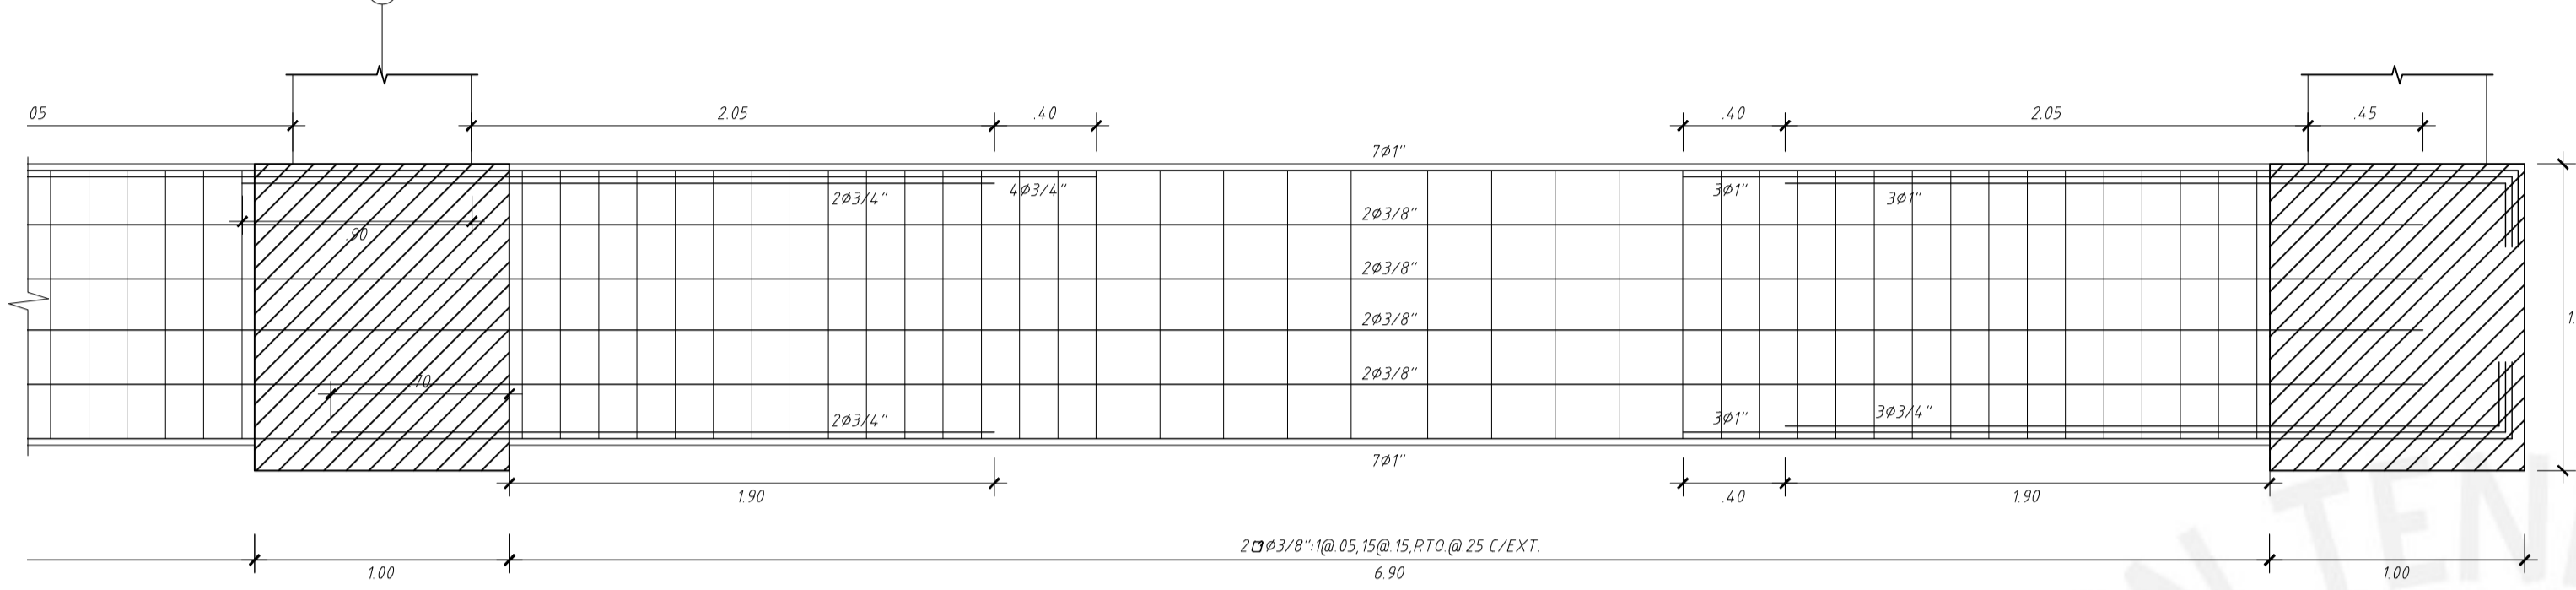 05
2.05
.40
.40
2.05
.45
7Ø1"
2Ø3/4"
4Ø3/4"
3Ø1"
3Ø1"
2Ø3/8"
.90
2Ø3/8"
2Ø3/8"
1.
2Ø3/8"
.70
2Ø3/4"
3Ø1"
3Ø3/4"
7Ø1"
1.90
.40
1.90
2 Ø3/8":1@.05,15@.15,RTO.@.25 C/EXT.
1.00
6.90
1.00
TEN